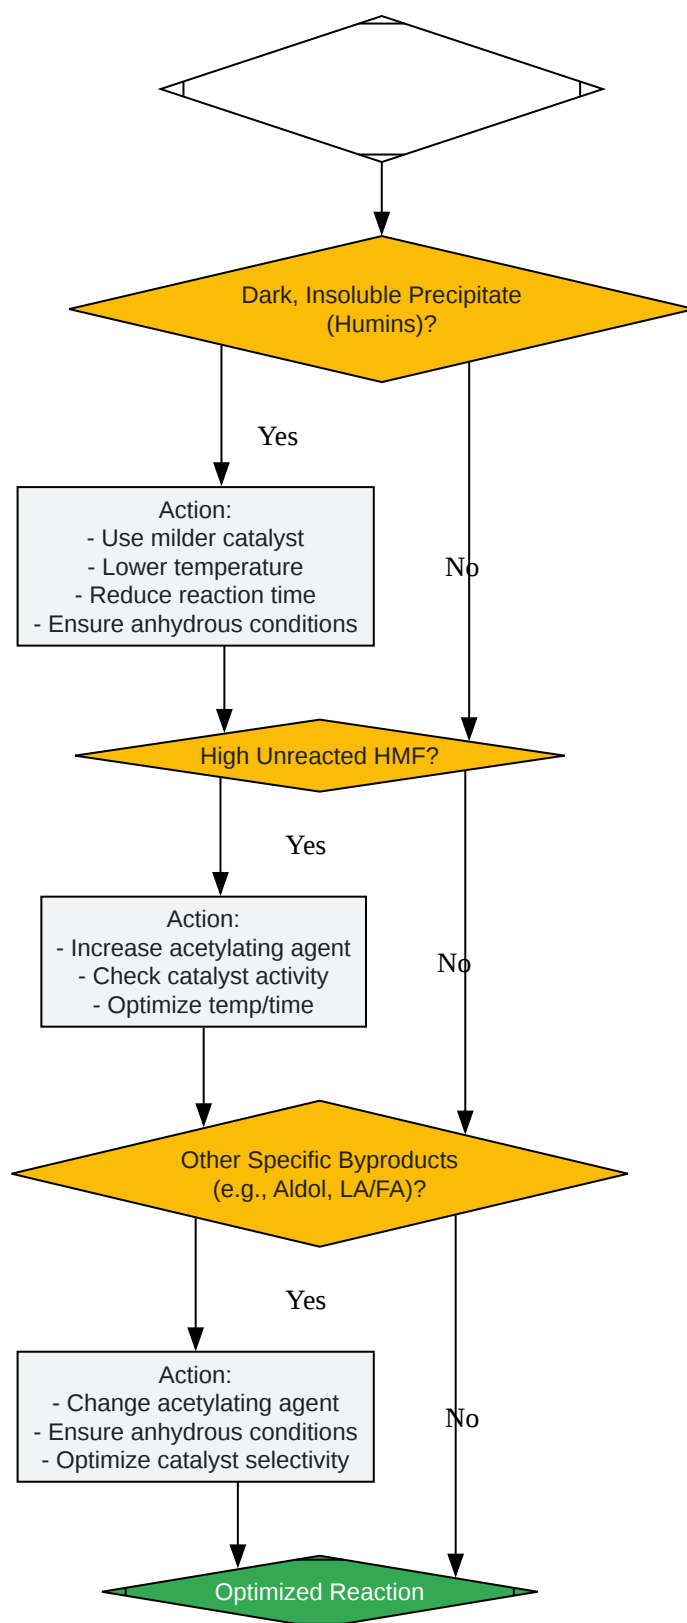 Dark, Insoluble Precipitate
(Humins)?
Yes
Action:
- Use milder catalyst
- Lower temperature
- Reduce reaction time
- Ensure anhydrous conditions
No
High Unreacted HMF?
Yes
Action:
- Increase acetylating agent
- Check catalyst activity
- Optimize temp/time
No
Other Specific Byproducts
(e.g., Aldol, LA/FA)?
Yes
Action:
- Change acetylating agent
- Ensure anhydrous conditions
- Optimize catalyst selectivity
No
Optimized Reaction